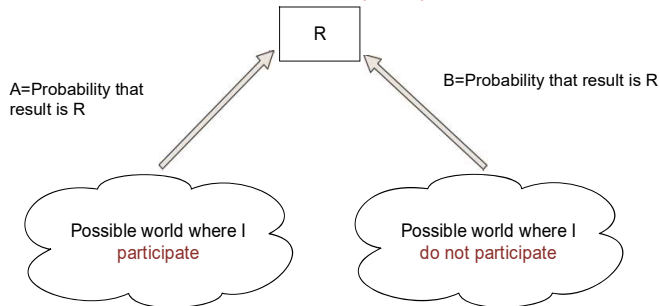 R
A=Probability that
result is R
B=Probability that result is R
Possible world where I
participate
Possible world where I
do not participate